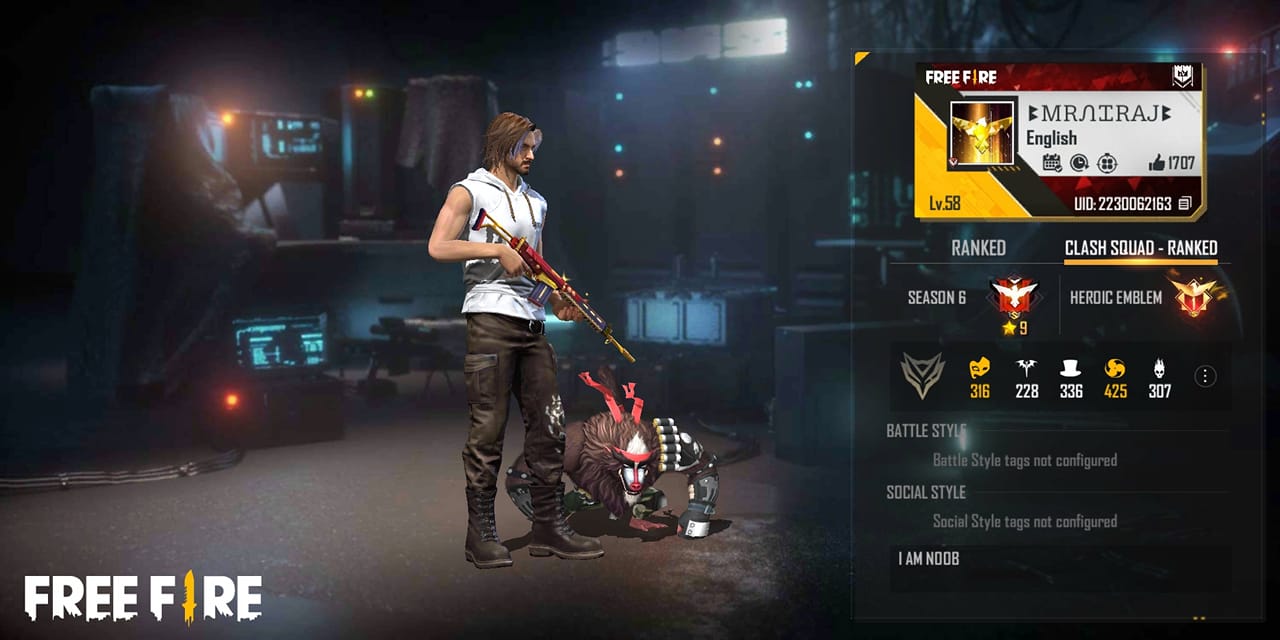 FREE FIRE
▶MRΛIRAJ▶
English
1707
Lv.58
UID: 2230062163
RANKED
CLASH SQUAD - RANKED
SEASON 6
9
HEROIC EMBLEM
316 228 336 425 307
BATTLE STYLE
Battle Style tags not configured
SOCIAL STYLE
Social Style tags not configured
I AM NOOB
FREE FIRE